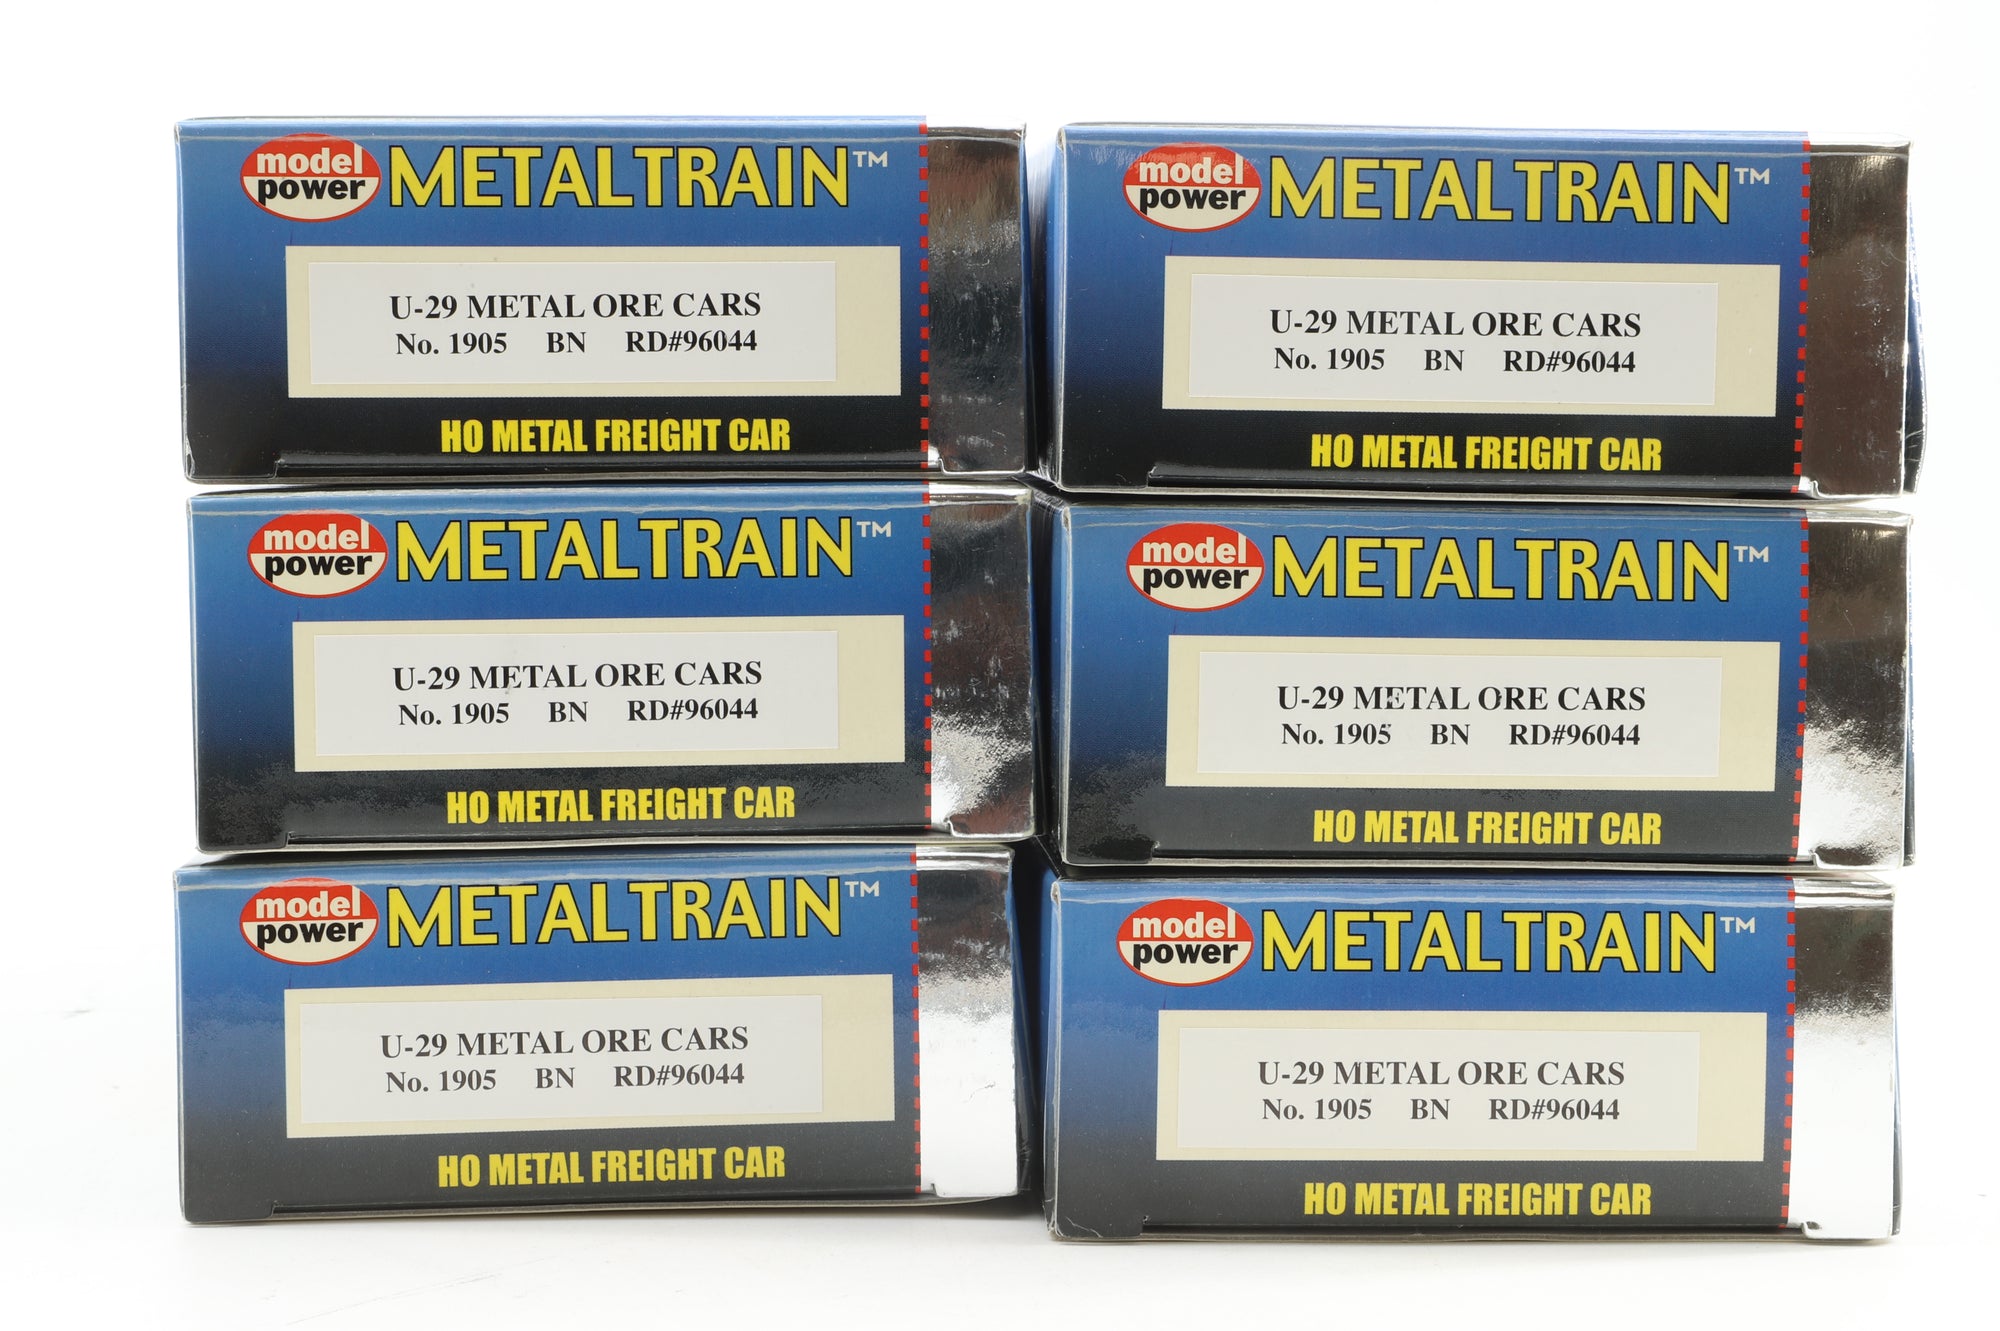 model
power
METALTRAIN™
U-29 METAL ORE CARS
No. 1905 BN RD#96044
HO METAL FREIGHT CAR
model
power
METALTRAIN™
U-29 METAL ORE CARS
No. 1905 BN RD#96044
HO METAL FREIGHT CAR
model
power
METALTRAIN™
U-29 METAL ORE CARS
No. 1905 BN RD#96044
HO METAL FREIGHT CAR
model
power
METALTRAIN™
U-29 METAL ORE CARS
No. 1905 BN RD#96044
HO METAL FREIGHT CAR
model
power
METALTRAIN™
U-29 METAL ORE CARS
No. 1905 BN RD#96044
HO METAL FREIGHT CAR
model
power
METALTRAIN™
U-29 METAL ORE CARS
No. 1905 BN RD#96044
HO METAL FREIGHT CAR